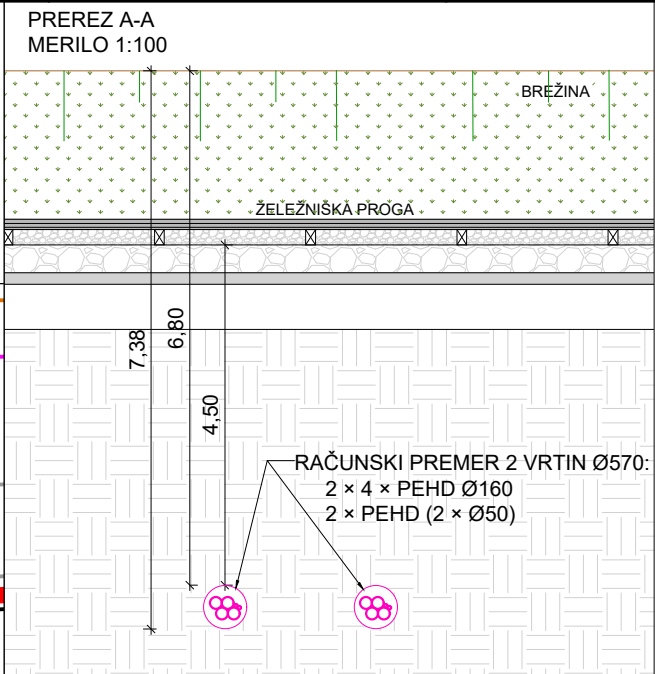 PREREZ A-A
MERILO 1:100
BREŽINA
ŽELEZNIŠKA PROGA
7,38
6,80
4,50
RAČUNSKI PREMER 2 VRTIN Ø570:
2 × 4 × PEHD Ø160
2 × PEHD (2 × Ø50)